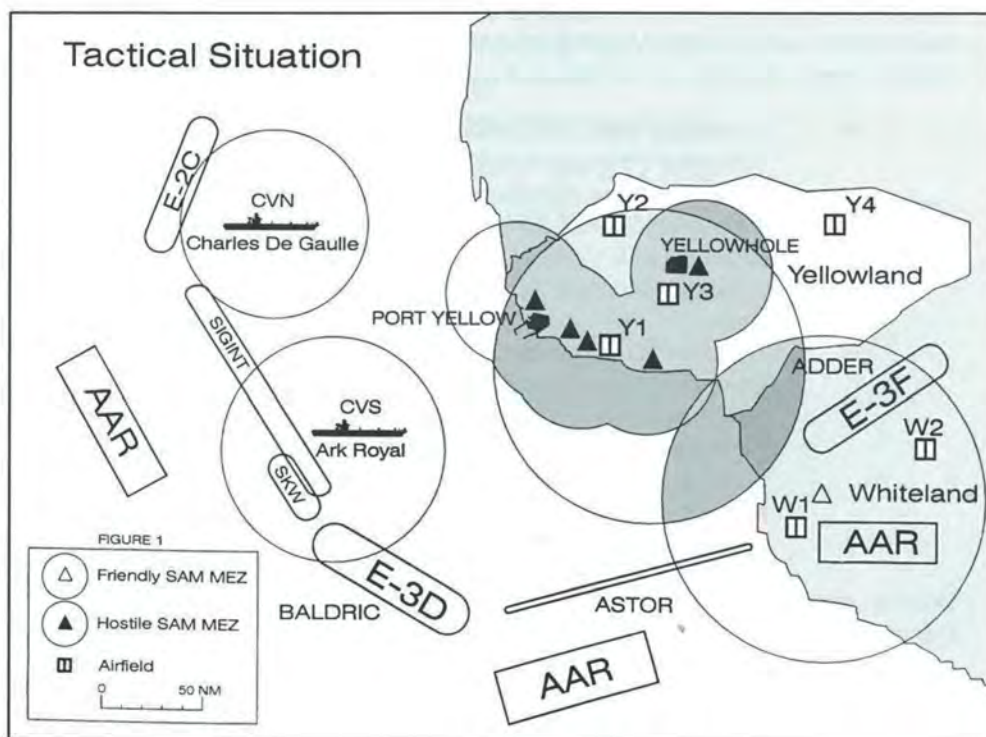 Tactical Situation
E-2C
CVN
Charles De Gaulle
Y2
Y4
YELLOWHOLE
Yellowland
Y3
SIGINT
PORT YELLOW
Y1
AAR
CVS
Ark Royal
ADDER
E-3F
W2
SKW
Whiteland
W1
AAR
FIGURE 1
Friendly SAM MEZ
Hostile SAM MEZ
Airfield
0 50 NM
E-3D
BALDRIC
ASTOR
AAR